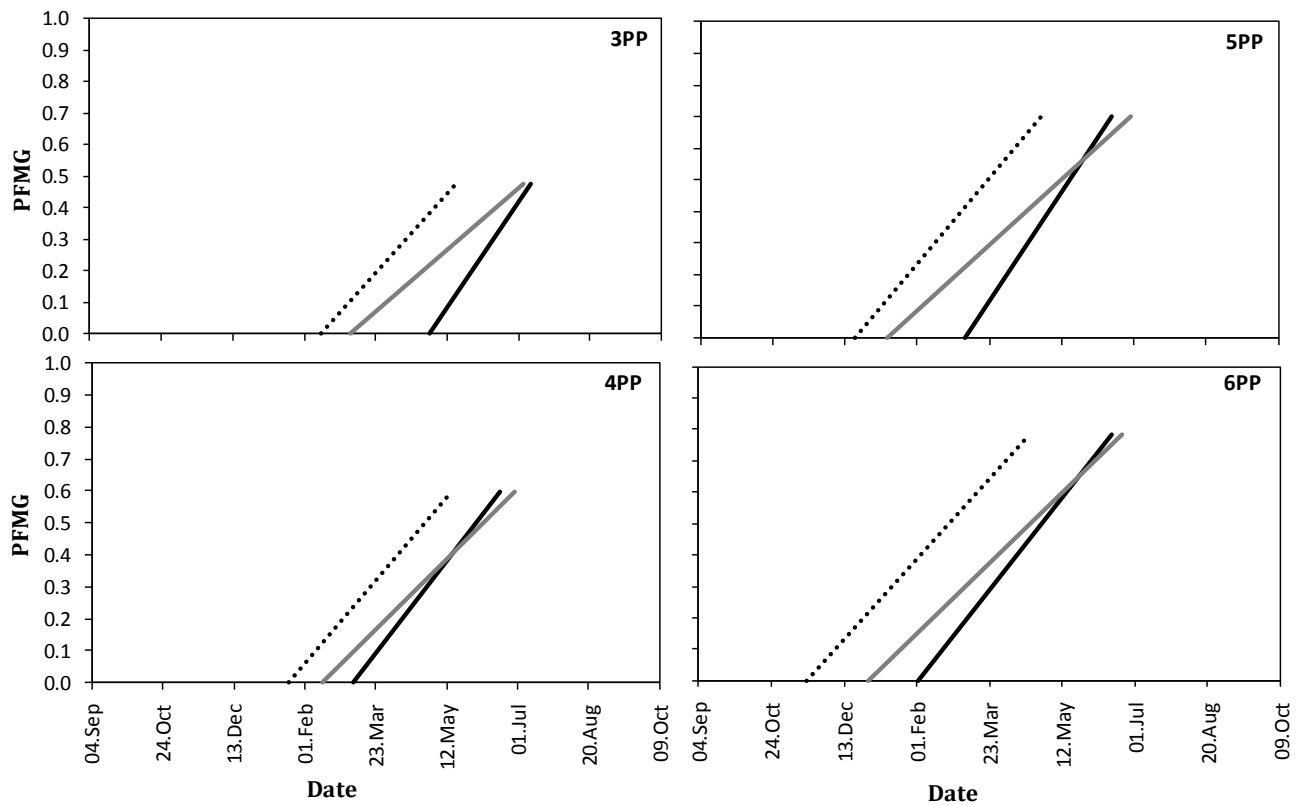 3PP
1.0
0.9
0.8
0.7
0.6
0.5
0.4
0.3
0.2
0.1
0.0
PFMG
5PP
4PP
1.0
0.9
0.8
0.7
0.6
0.5
0.4
0.3
0.2
0.1
0.0
PFMG
04.Sep
24.Oct
13.Dec
01.Feb
23.Mar
12.May
01.Jul
20.Aug
09.Oct
Date
6PP
04.Sep
24.Oct
13.Dec
01.Feb
23.Mar
12.May
01.Jul
20.Aug
09.Oct
Date